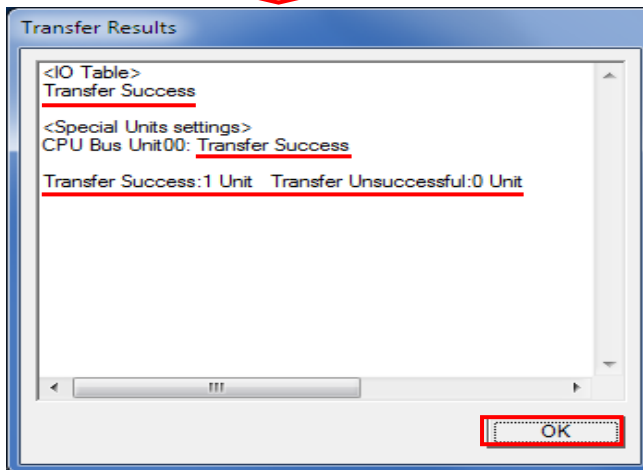 Transfer Results
<IO Table>
Transfer Success
<Special Units settings>
CPU Bus Unit00: Transfer Success
Transfer Success:1 Unit   Transfer Unsuccessful:0 Unit
OK